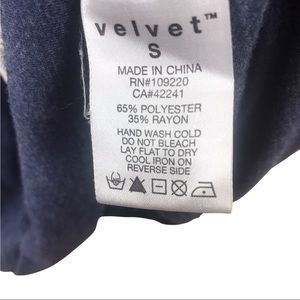 velvet™
S
MADE IN CHINA
RN#109220
CA#42241
65% POLYESTER
35% RAYON
HAND WASH COLD
DO NOT BLEACH
LAY FLAT TO DRY
COOL IRON ON
REVERSE SIDE